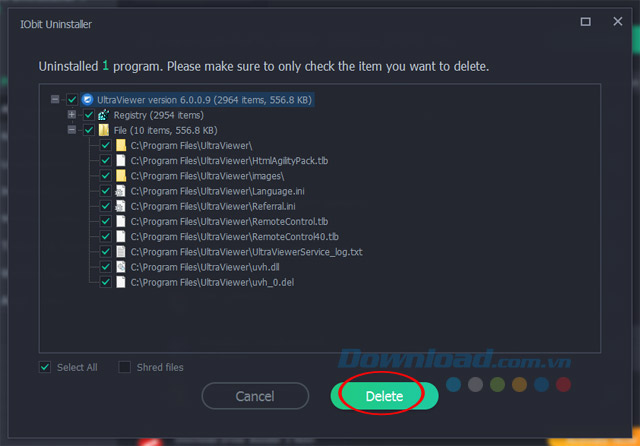 IObit Uninstaller
Uninstalled 1 program. Please make sure to only check the item you want to delete.
UltraViewer version 6.0.0.9 (2964 items, 556.8 KB)
Registry (2954 items)
File (10 items, 556.8 KB)
C:\Program Files\UltraViewer\
C:\Program Files\UltraViewer\HtmlAgilityPack.tlb
C:\Program Files\UltraViewer\images\
C:\Program Files\UltraViewer\Language.ini
C:\Program Files\UltraViewer\Referral.ini
C:\Program Files\UltraViewer\RemoteControl.tlb
C:\Program Files\UltraViewer\RemoteControl40.tlb
C:\Program Files\UltraViewer\UltraViewerService_log.txt
C:\Program Files\UltraViewer\uvh.dll
C:\Program Files\UltraViewer\uvh_0.del
Download.com.vn
Select All Shred files
Cancel Delete